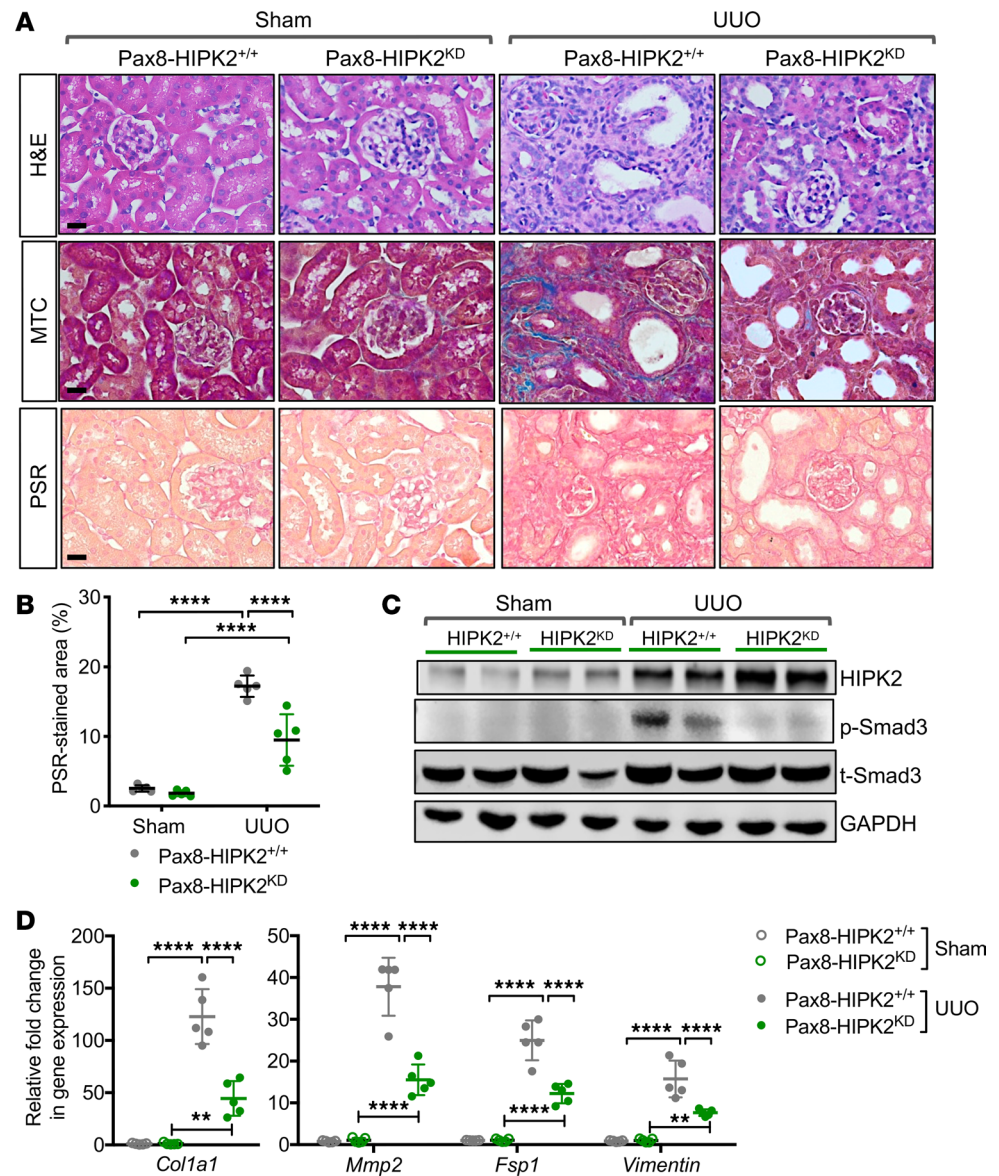 A
Sham UUO
Pax8-HIPK2+/+ Pax8-HIPK2KD Pax8-HIPK2+/+ Pax8-HIPK2KD
H&E
MTC
PSR
B
PSR-stained area (%)
30
20
10
0
**** ****
****
Sham UUO
Pax8-HIPK2+/+
Pax8-HIPK2KD
C
Sham UUO
HIPK2+/+ HIPK2KD HIPK2+/+ HIPK2KD
HIPK2
p-Smad3
t-Smad3
GAPDH
D
Relative fold change
in gene expression
200
150
100
50
0
**** ****
**
Col1a1
50
40
30
20
10
0
**** ****
****
**** ****
****
**** ****
**
Mmp2 Fsp1 Vimentin
Pax8-HIPK2+/+
Pax8-HIPK2KD
Sham
Pax8-HIPK2+/+
Pax8-HIPK2KD
UUO